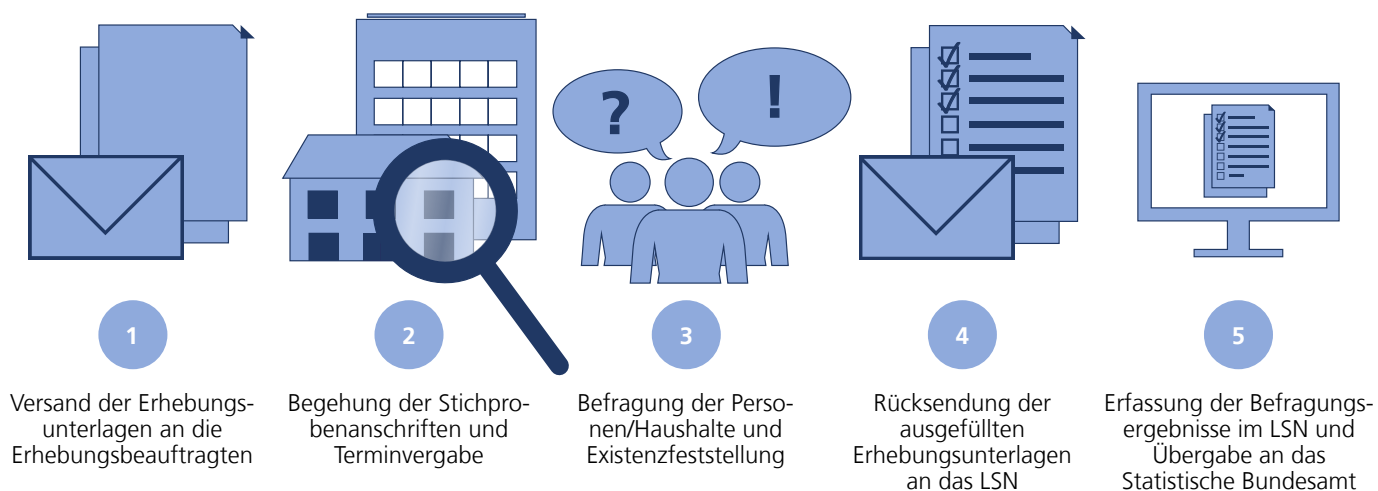 ?
!
1
Versand der Erhebungs-
unterlagen an die
Erhebungsbeauftragten
2
Begehung der Stichpro-
benanschriften und
Terminvergabe
3
Befragung der Perso-
nen/Haushalte und
Existenzfeststellung
4
Rücksendung der
ausgefüllten
Erhebungsunterlagen
an das LSN
5
Erfassung der Befragungs-
ergebnisse im LSN und
Übergabe an das
Statistische Bundesamt